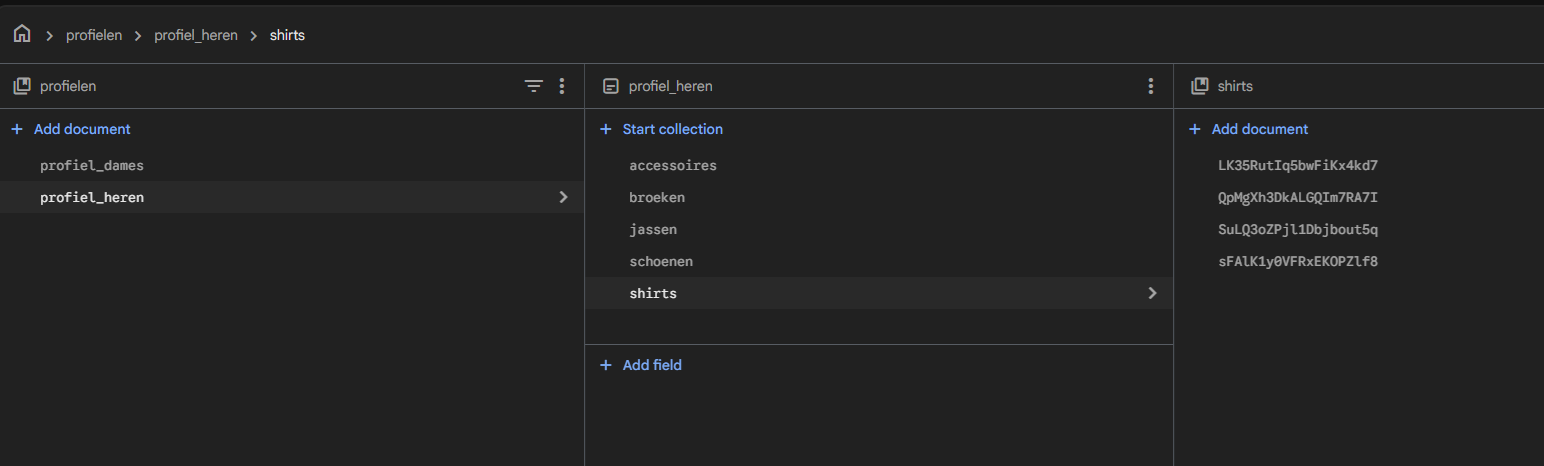 profielen > profiel_heren > shirts
profielen
+ Add document
profiel_dames
profiel_heren
profiel_heren
+ Start collection
accessoires
broeken
jassen
schoenen
shirts
+ Add field
shirts
+ Add document
LK35RutIq5bwFiKx4kd7
QpMgXh3DkALGQIm7RA7I
SuLQ3oZPjl1Dbjbout5q
sFAlK1y0VFRxEKOPZlf8